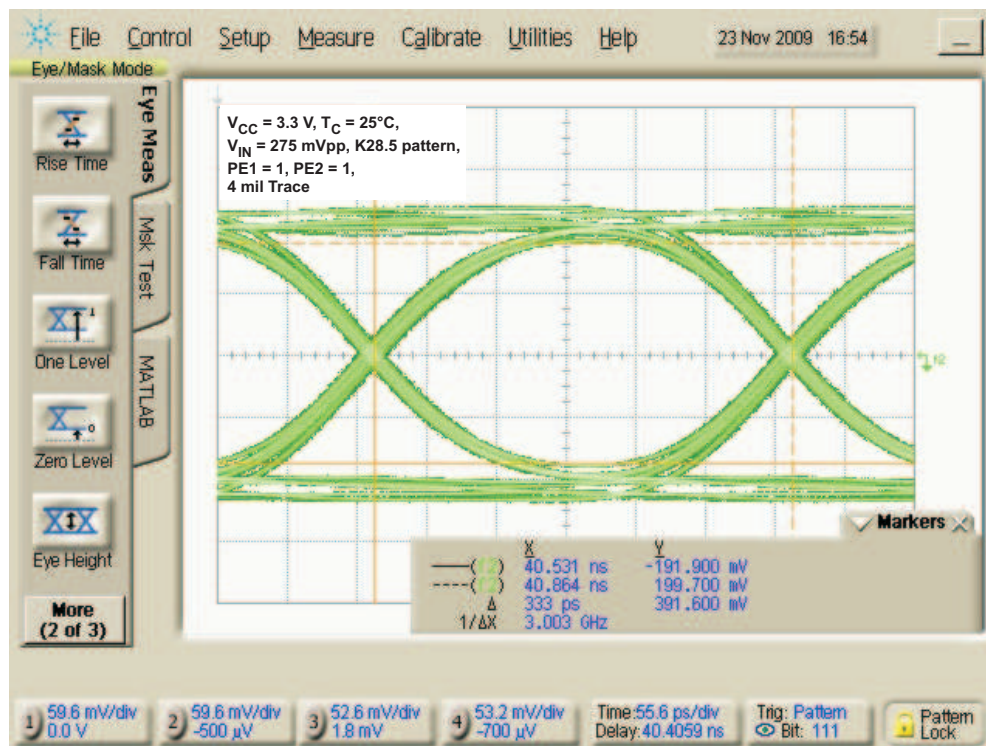 File Control Setup Measure Calibrate Utilities Help 23 Nov 2009 16:54
Eye/Mask Mode
Eye Meas
Msk Test
MATLAB
Rise Time
Fall Time
One Level
Zero Level
Eye Height
More
(2 of 3)
VCC = 3.3 V, TC = 25°C,
VIN = 275 mVpp, K28.5 pattern,
PE1 = 1, PE2 = 1,
4 mil Trace
f2
Markers
X Y
——(f2) 40.531 ns -191.900 mV
----(f2) 40.864 ns 199.700 mV
Δ 333 ps 391.600 mV
1/ΔX 3.003 GHz
1) 59.6 mV/div
0.0 V
2) 59.6 mV/div
-500 µV
3) 52.6 mV/div
1.8 mV
4) 53.2 mV/div
-700 µV
Time:55.6 ps/div
Delay:40.4059 ns
Trig: Pattern
Bit: 111
Pattern
Lock